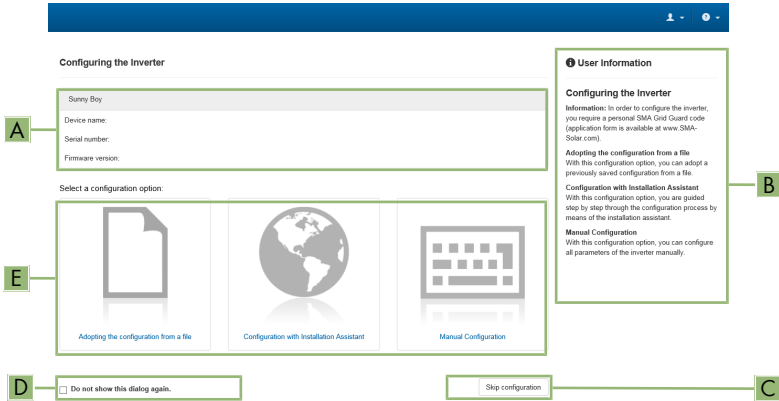 Configuring the Inverter
A
Sunny Boy
Device name:
Serial number:
Firmware version:
Select a configuration option:
E
Adopting the configuration from a file
Configuration with Installation Assistant
Manual Configuration
D
Do not show this dialog again.
Skip configuration
C
User Information
Configuring the Inverter
Information: In order to configure the inverter,
you require a personal SMA Grid Guard code
(application form is available at www.SMA-
Solar.com).
Adopting the configuration from a file
With this configuration option, you can adopt a
previously saved configuration from a file.
Configuration with Installation Assistant
With this configuration option, you are guided
step by step through the configuration process by
means of the installation assistant.
Manual Configuration
With this configuration option, you can configure
all parameters of the inverter manually.
B